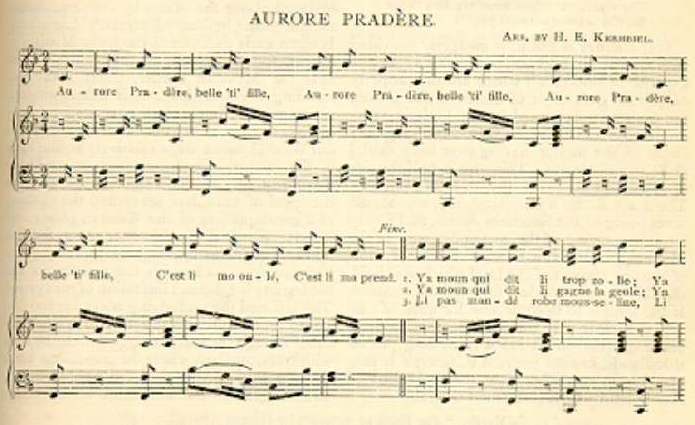 AURORE PRADÈRE.
ARR. BY H. E. KREHBIEL.
Au - rore Pra - dère, belle 'ti' fille, Au - rore Pra - dère, belle 'ti' fille, Au - rore Pra - dère,
Fine.
belle 'ti' fille, C'est li mo ou - lé, C'est li ma prend. 1. Ya moun qui dit li trop zo - lie; Ya
2. Ya moun qui dit li gagne la geole; Ya
3. Li pas man - dé robe mous - se - line, Li